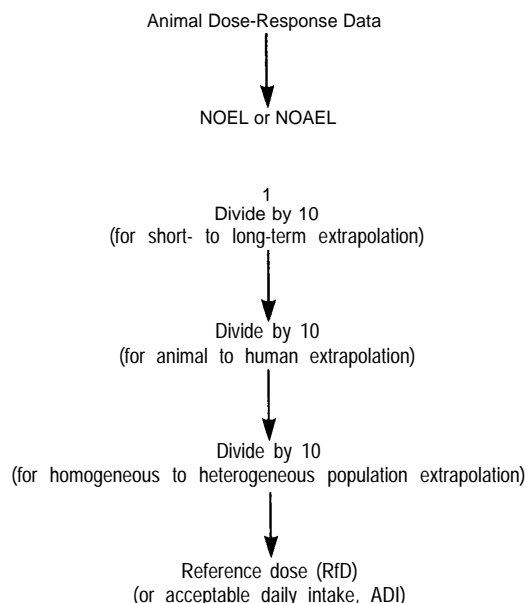 Animal Dose-Response Data
NOEL or NOAEL
1
Divide by 10
(for short- to long-term extrapolation)
Divide by 10
(for animal to human extrapolation)
Divide by 10
(for homogeneous to heterogeneous population extrapolation)
Reference dose (RfD)
(or acceptable daily intake, ADI)